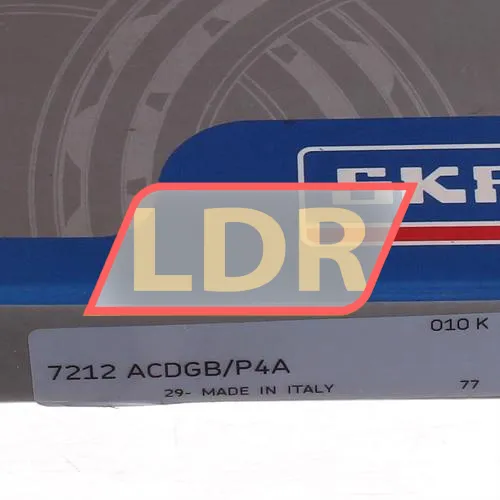 SKF
LDR
010 K
7212 ACDGB/P4A
29- MADE IN ITALY 77